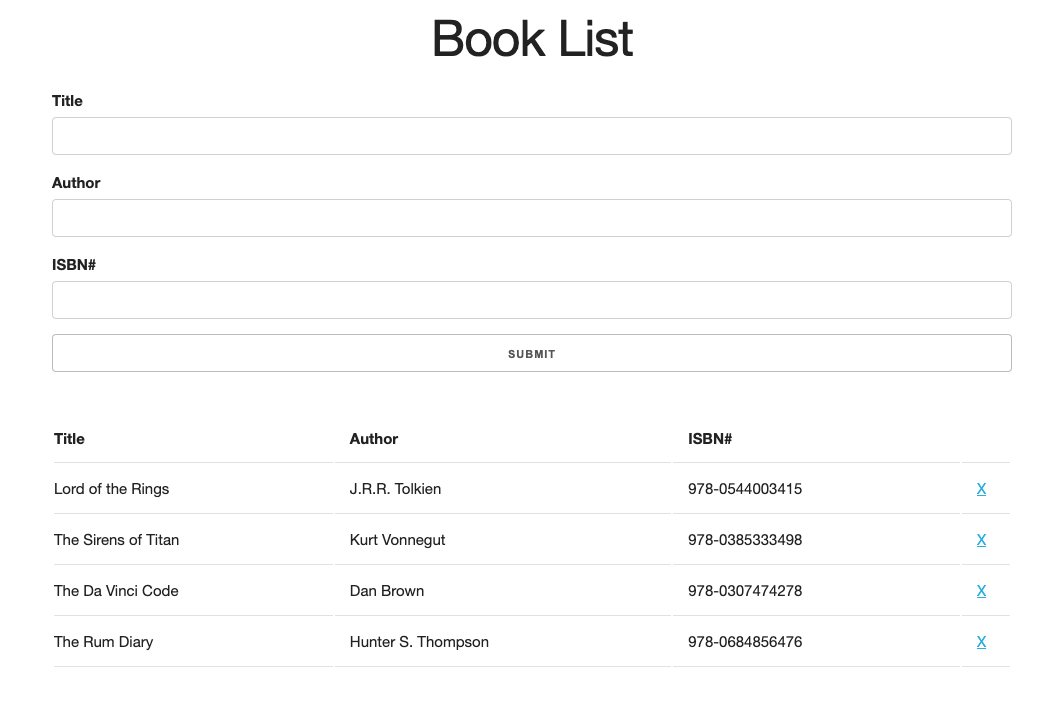 Book List
Title
Author
ISBN#
SUBMIT
Title Author ISBN#
Lord of the Rings J.R.R. Tolkien 978-0544003415 X
The Sirens of Titan Kurt Vonnegut 978-0385333498 X
The Da Vinci Code Dan Brown 978-0307474278 X
The Rum Diary Hunter S. Thompson 978-0684856476 X